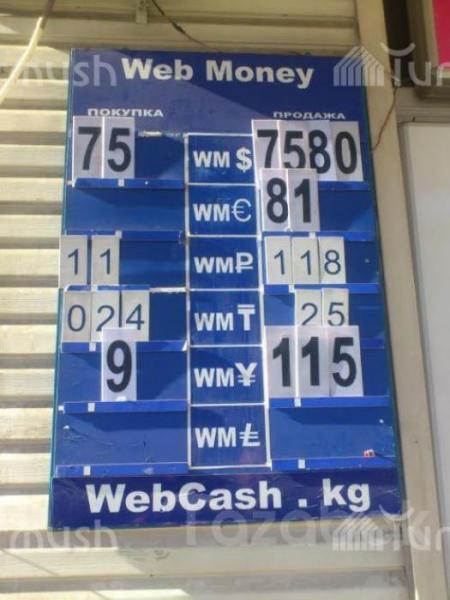 Web Money
ПОКУПКА ПРОДАЖА
75 WM $ 7580
WM€ 81
11 WM₽ 118
024 WM₸ 25
9 WM¥ 115
WMŁ
WebCash . kg